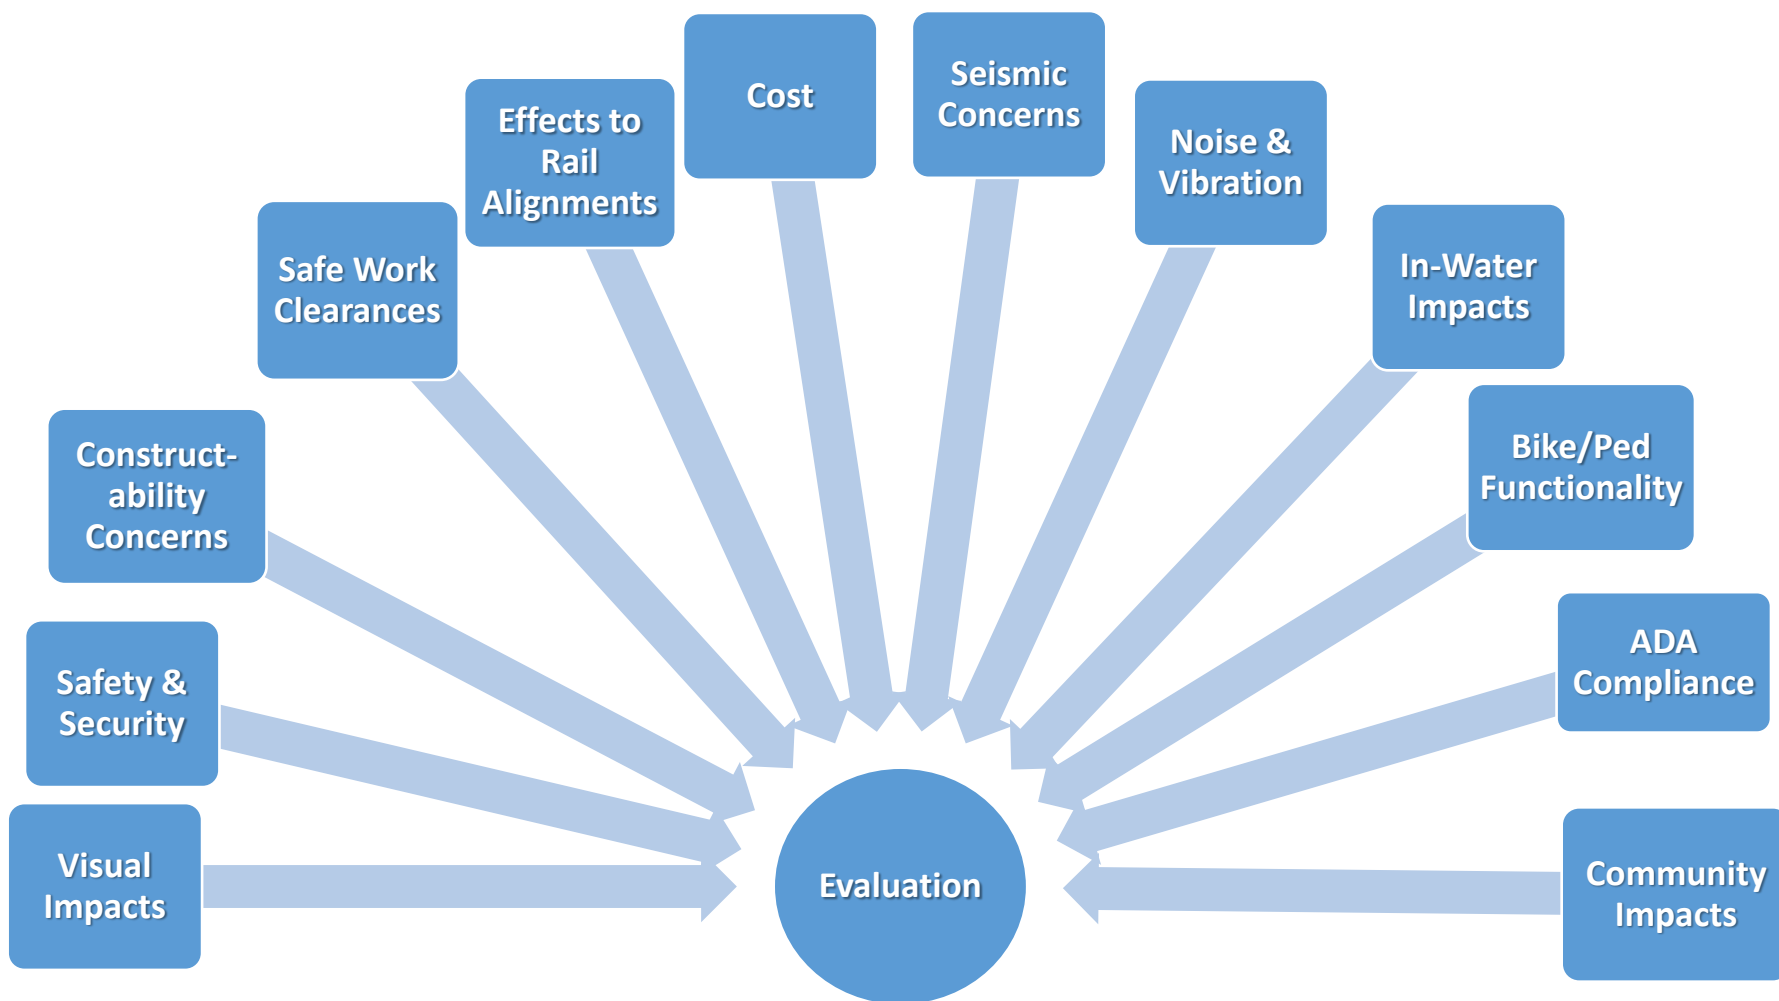 Visual
Impacts
Safety &
Security
Construct-
ability
Concerns
Safe Work
Clearances
Effects to
Rail
Alignments
Cost
Seismic
Concerns
Noise &
Vibration
In-Water
Impacts
Bike/Ped
Functionality
ADA
Compliance
Community
Impacts
Evaluation